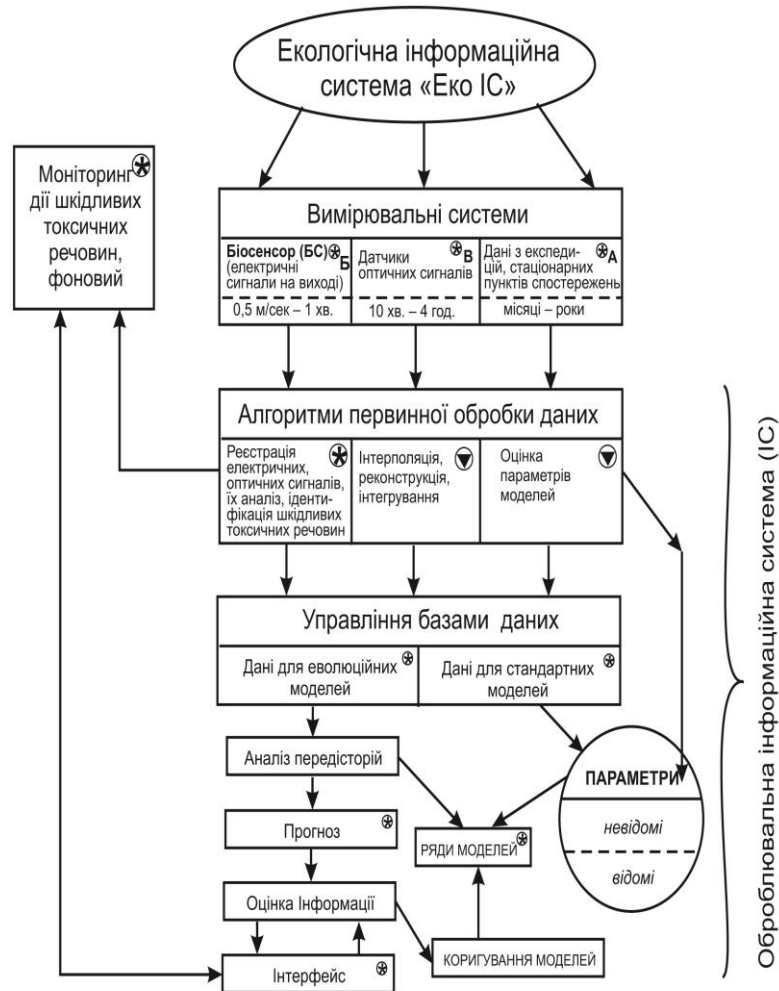 Екологічна інформаційна
система «Еко ІС»
Моніторинг
дії шкідливих
токсичних
речовин,
фоновий
Вимірювальні системи
Біосенсор (БС)
(електричні
сигнали на виході)
Б
0,5 м/сек – 1 хв.
Датчики
оптичних сигналів
В
10 хв. – 4 год.
Дані з експеди-
цій, стаціонарних
пунктів спостережень
А
місяці – роки
Алгоритми первинної обробки даних
Реєстрація
електричних,
оптичних сигналів,
їх аналіз, іденти-
фікація шкідливих
токсичних речовин
Інтерполяція,
реконструкція,
інтегрування
Оцінка
параметрів
моделей
Управління базами даних
Дані для еволюційних
моделей
Дані для стандартних
моделей
Аналіз передісторій
Прогноз
Оцінка Інформації
Інтерфейс
РЯДИ МОДЕЛЕЙ
КОРИГУВАННЯ МОДЕЛЕЙ
ПАРАМЕТРИ
невідомі
відомі
Оброблювальна інформаційна система (ІС)